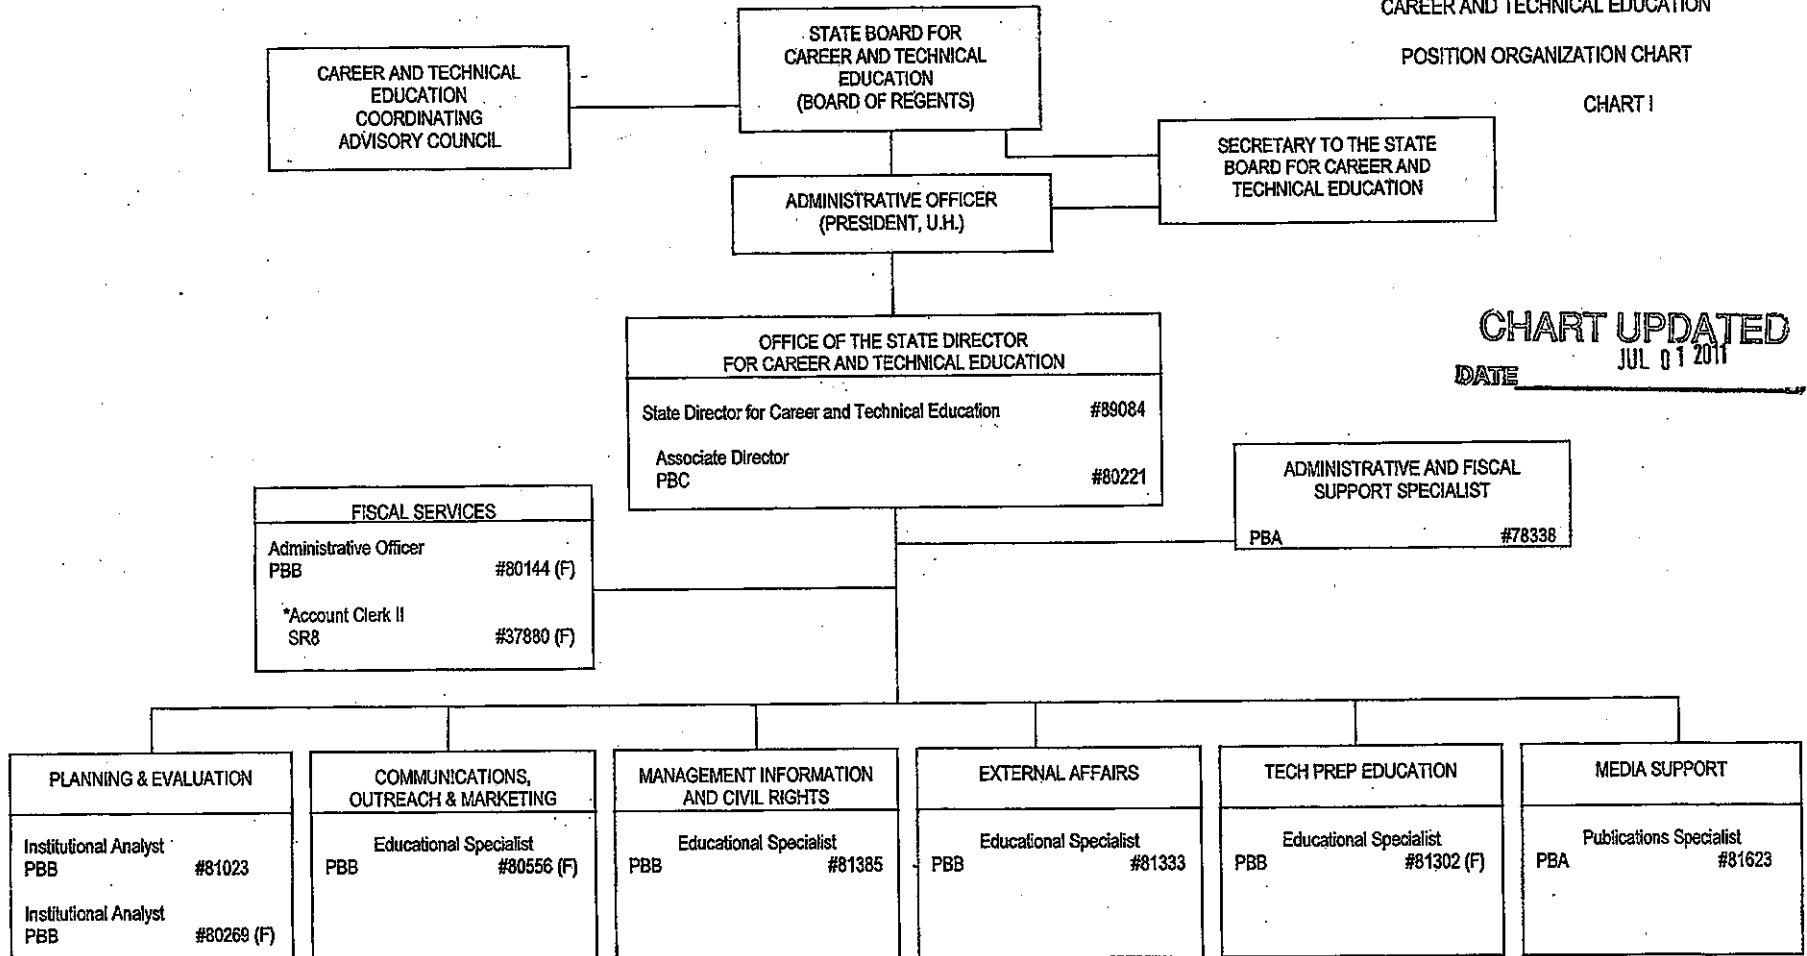 CAREER AND TECHNICAL EDUCATION
POSITION ORGANIZATION CHART
CHART I
STATE BOARD FOR
CAREER AND TECHNICAL
EDUCATION
(BOARD OF REGENTS)
CAREER AND TECHNICAL
EDUCATION
COORDINATING
ADVISORY COUNCIL
SECRETARY TO THE STATE
BOARD FOR CAREER AND
TECHNICAL EDUCATION
ADMINISTRATIVE OFFICER
(PRESIDENT, U.H.)
CHART UPDATED
DATE JUL 01 2011
OFFICE OF THE STATE DIRECTOR
FOR CAREER AND TECHNICAL EDUCATION
State Director for Career and Technical Education #89084
Associate Director
PBC #80221
ADMINISTRATIVE AND FISCAL
SUPPORT SPECIALIST
PBA #78338
FISCAL SERVICES
Administrative Officer
PBB #80144 (F)
*Account Clerk II
SR8 #37880 (F)
PLANNING & EVALUATION
Institutional Analyst
PBB #81023
Institutional Analyst
PBB #80269 (F)
COMMUNICATIONS,
OUTREACH & MARKETING
Educational Specialist
PBB #80556 (F)
MANAGEMENT INFORMATION
AND CIVIL RIGHTS
Educational Specialist
PBB #81385
EXTERNAL AFFAIRS
Educational Specialist
PBB #81333
TECH PREP EDUCATION
Educational Specialist
PBB #81302 (F)
MEDIA SUPPORT
Publications Specialist
PBA #81623